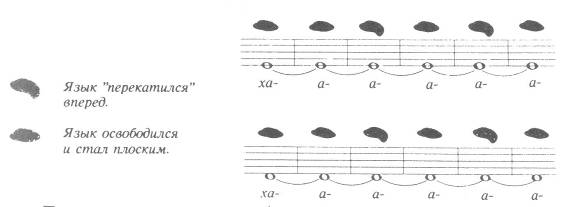 ха- а- а- а- а- а-
Язык "перекатился"
вперед.
Язык освободился
и стал плоским.
ха- а- а- а- а- а-